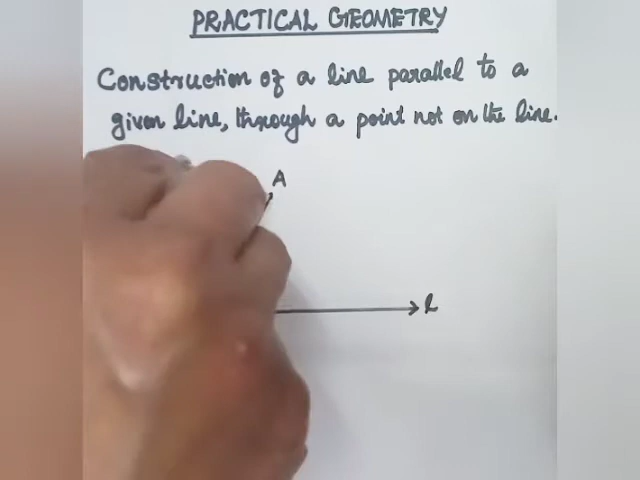 PRACTICAL GEOMETRY
Construction of a line parallel to a
given line, through a point not on the line.
A
l